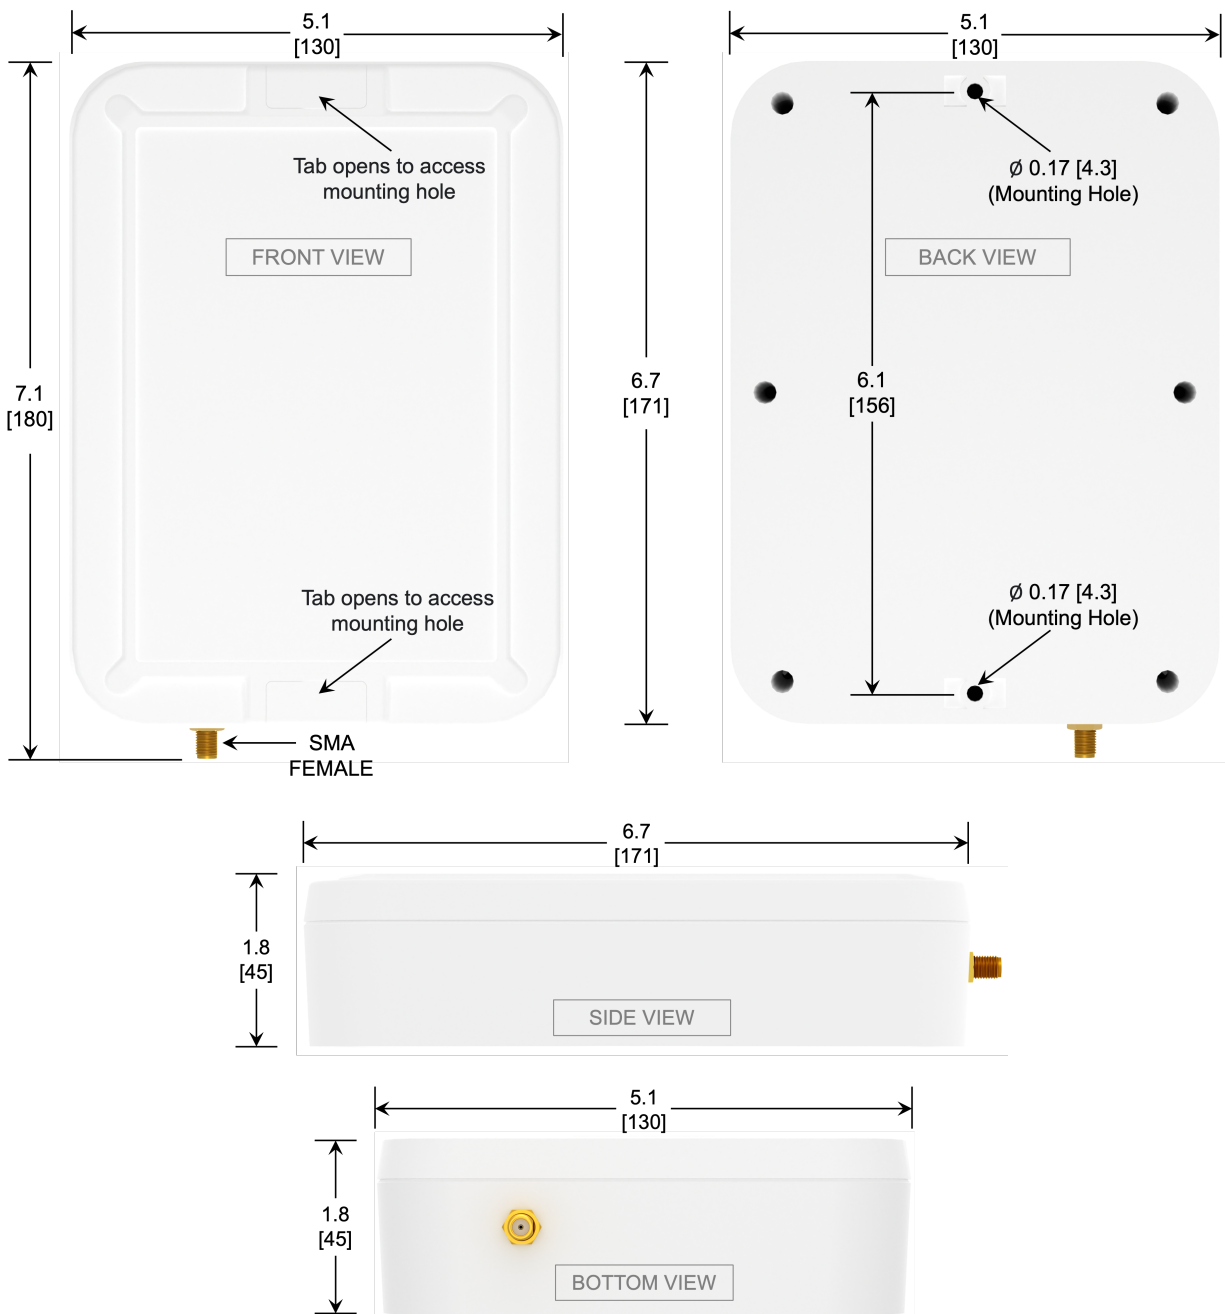 5.1
[130]
5.1
[130]
Tab opens to access
mounting hole
Ø 0.17 [4.3]
(Mounting Hole)
FRONT VIEW
BACK VIEW
7.1
[180]
6.7
[171]
6.1
[156]
Tab opens to access
mounting hole
Ø 0.17 [4.3]
(Mounting Hole)
SMA
FEMALE
6.7
[171]
1.8
[45]
SIDE VIEW
5.1
[130]
1.8
[45]
BOTTOM VIEW